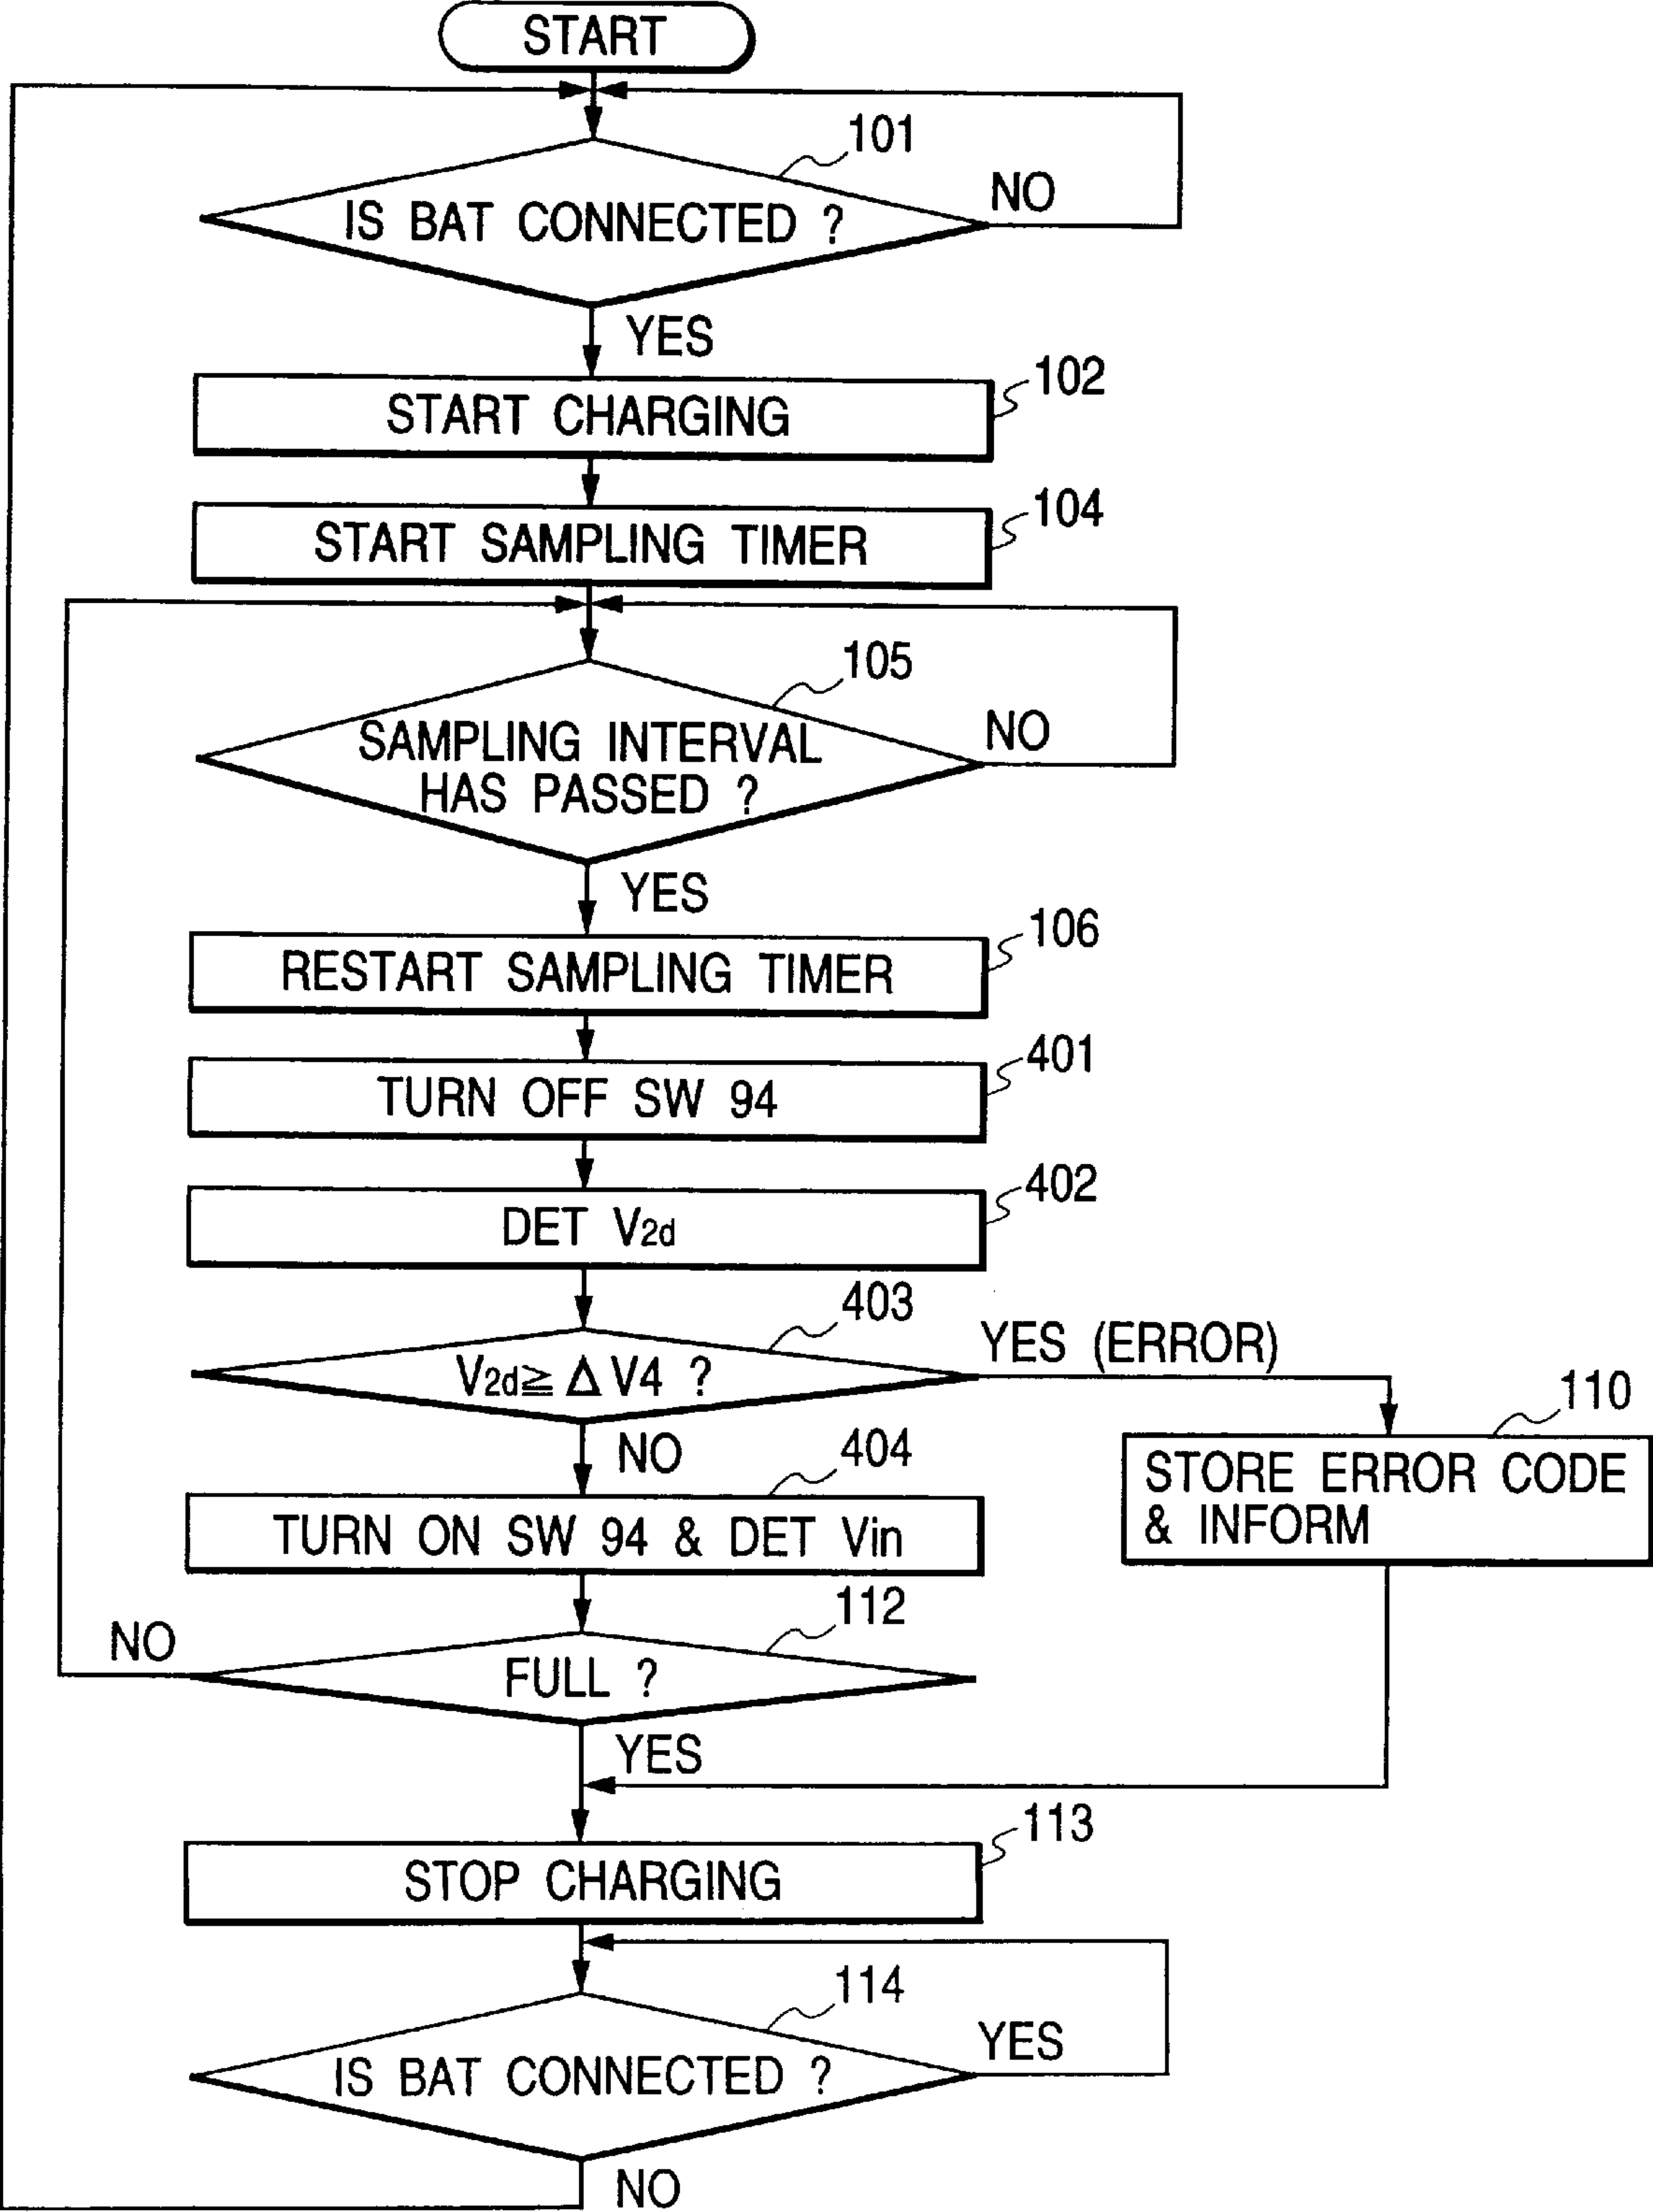 START
101
IS BAT CONNECTED ?
NO
YES
102
START CHARGING
104
START SAMPLING TIMER
105
SAMPLING INTERVAL
HAS PASSED ?
NO
YES
106
RESTART SAMPLING TIMER
401
TURN OFF SW 94
402
DET V2d
403
V2d≧ Δ V4 ?
YES (ERROR)
NO
110
STORE ERROR CODE
& INFORM
404
TURN ON SW 94 & DET Vin
112
FULL ?
NO
YES
113
STOP CHARGING
114
IS BAT CONNECTED ?
YES
NO